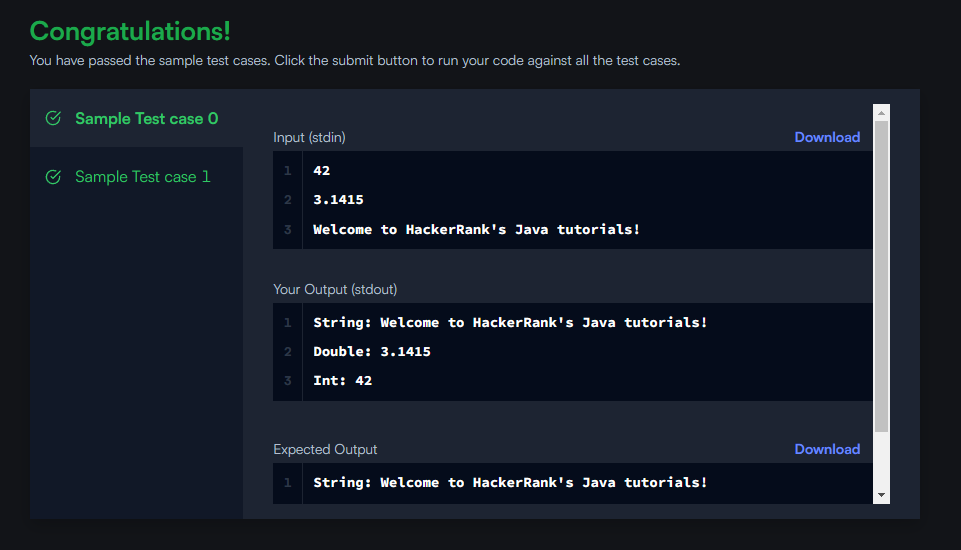 Congratulations!
You have passed the sample test cases. Click the submit button to run your code against all the test cases.
Sample Test case 0
Sample Test case 1
Input (stdin)
Download
1 42
2 3.1415
3 Welcome to HackerRank's Java tutorials!
Your Output (stdout)
1 String: Welcome to HackerRank's Java tutorials!
2 Double: 3.1415
3 Int: 42
Expected Output
Download
1 String: Welcome to HackerRank's Java tutorials!